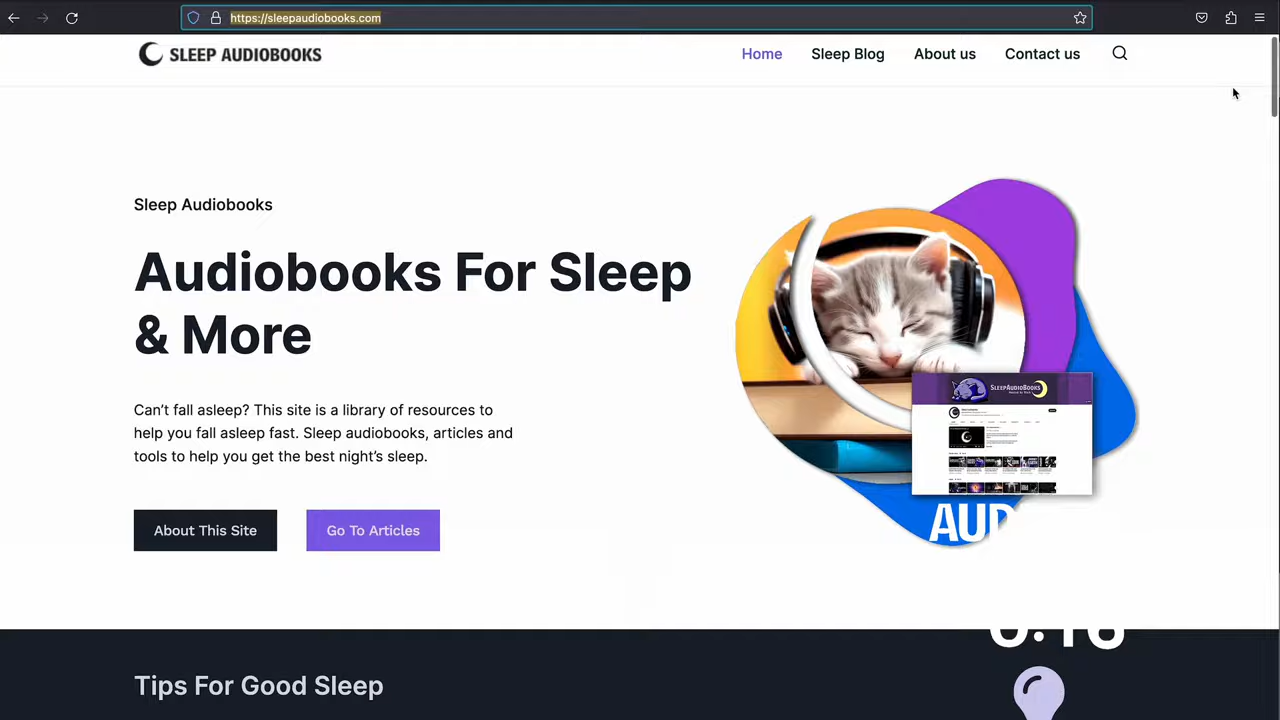 https://sleepaudiobooks.com
SLEEP AUDIOBOOKS
Home
Sleep Blog
About us
Contact us
Sleep Audiobooks
Audiobooks For Sleep
& More
Can’t fall asleep? This site is a library of resources to
help you fall asleep fast. Sleep audiobooks, articles and
tools to help you get the best night’s sleep.
About This Site
Go To Articles
SLEEPAUDIOBOOKS
Tips For Good Sleep